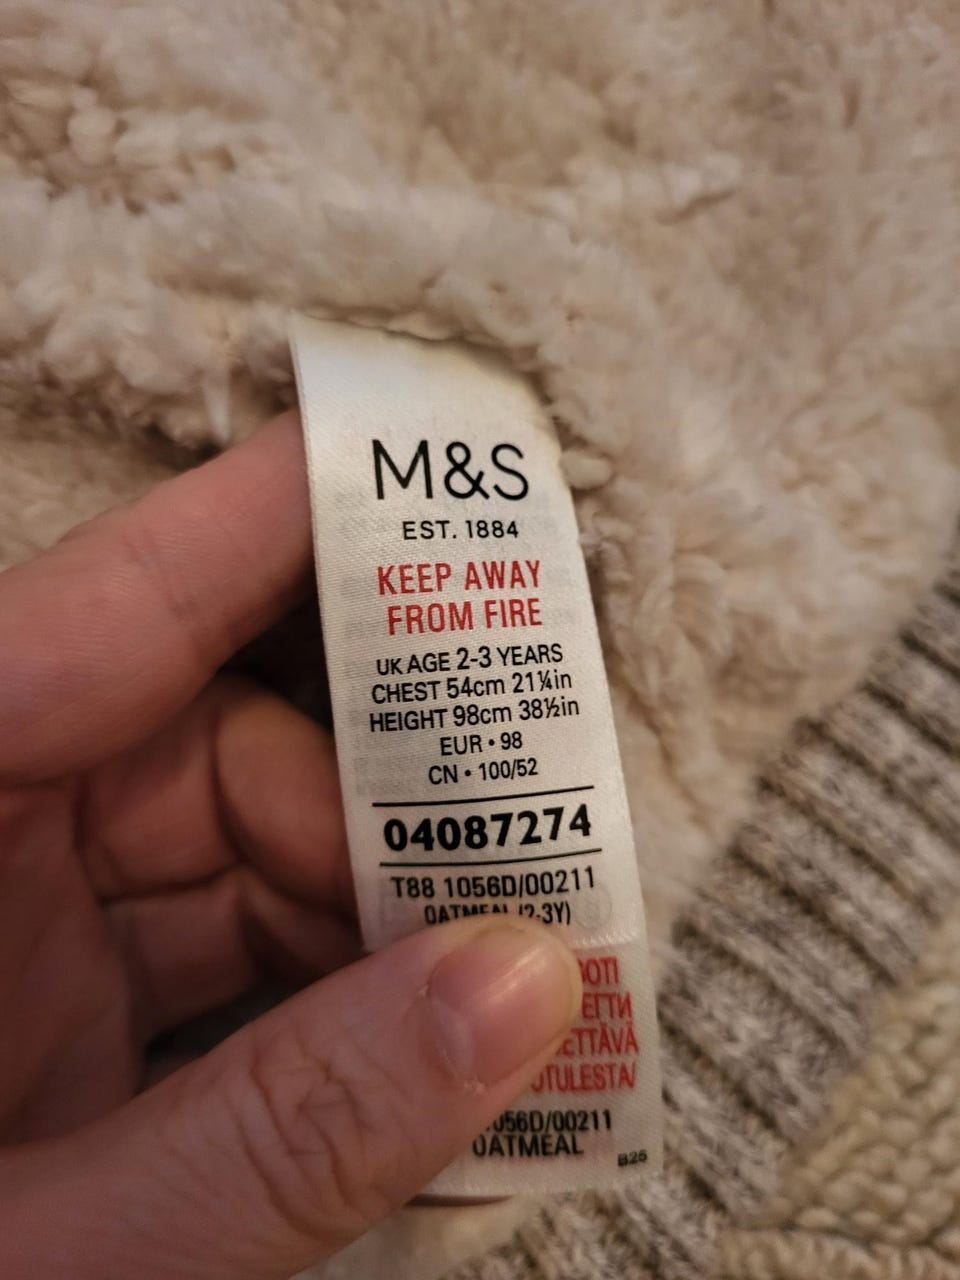 M&S
EST. 1884
KEEP AWAY
FROM FIRE
UK AGE 2-3 YEARS
CHEST 54cm 21¼in
HEIGHT 98cm 38½in
EUR • 98
CN • 100/52
04087274
T88 1056D/00211
OATMEAL (2-3Y)
1056D/00211
OATMEAL
B25